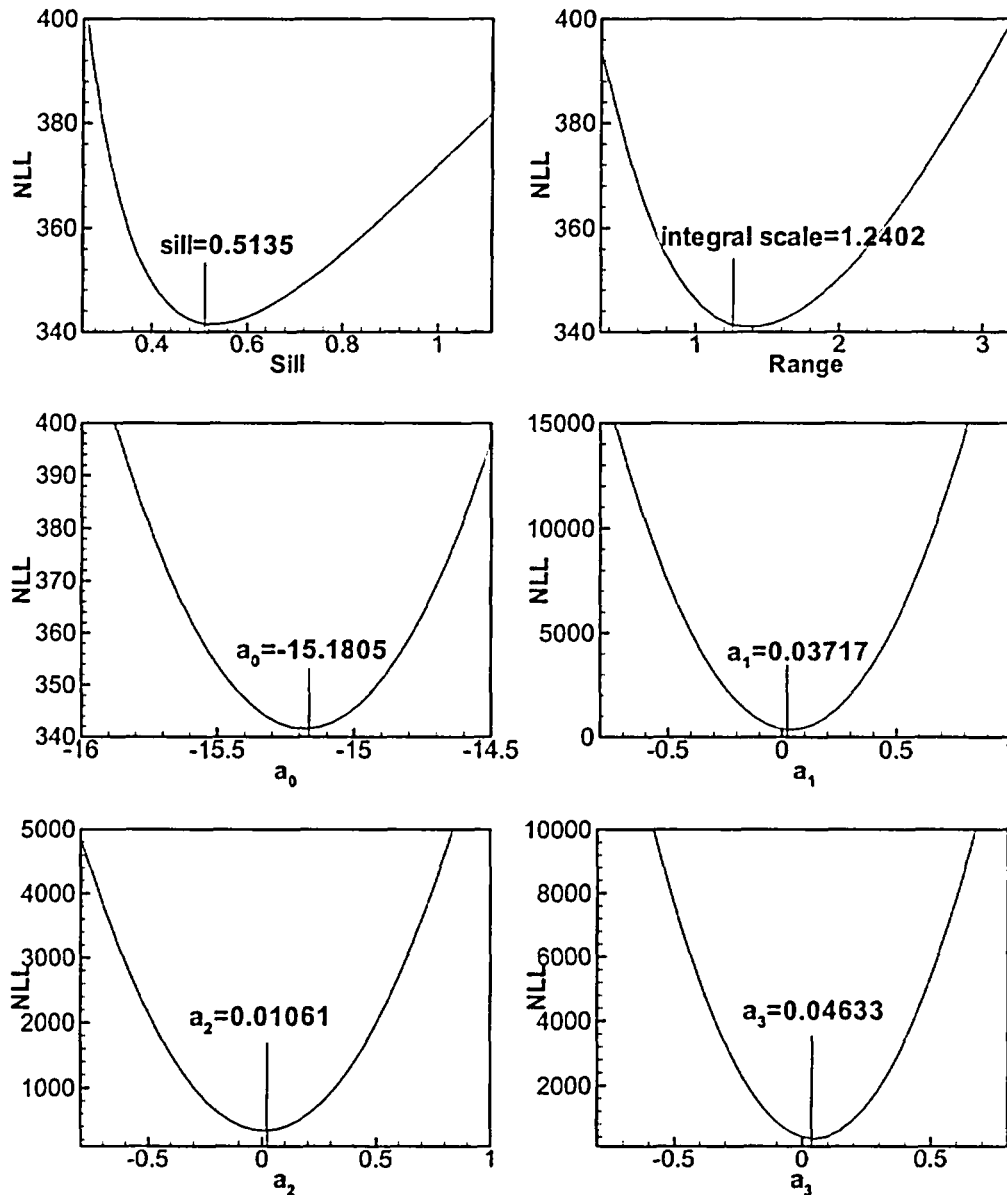 400
380
360
340
NLL
sill=0.5135
0.4
0.6
0.8
1
Sill
400
380
360
340
NLL
integral scale=1.2402
1
2
3
Range
400
390
380
370
360
350
340
NLL
a₀=-15.1805
-16
-15.5
-15
-14.5
a₀
15000
10000
5000
0
NLL
a₁=0.03717
-0.5
0
0.5
a₁
5000
4000
3000
2000
1000
NLL
a₂=0.01061
-0.5
0
0.5
1
a₂
10000
8000
6000
4000
2000
NLL
a₃=0.04633
-0.5
0
0.5
a₃